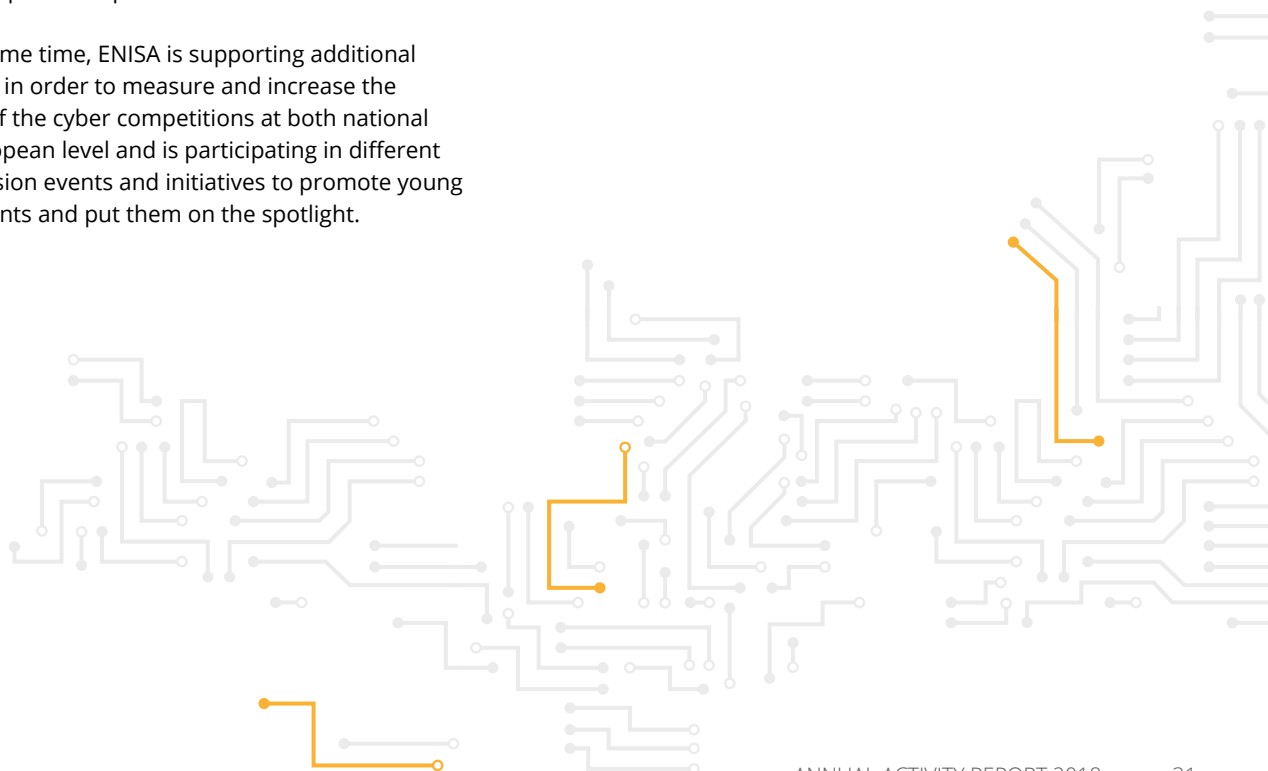 me time, ENISA is supporting additional
in order to measure and increase the
f the cyber competitions at both national
opean level and is participating in different
sion events and initiatives to promote young
nts and put them on the spotlight.